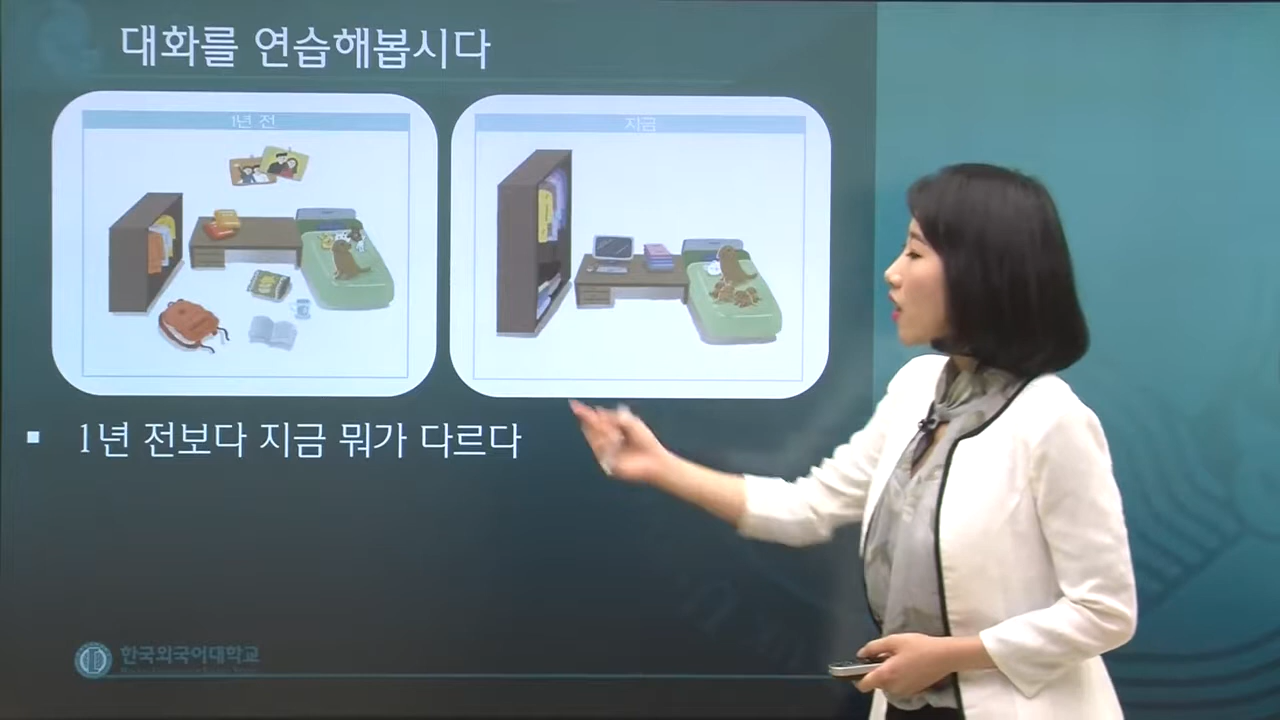 대화를 연습해봅시다
1년 전
지금
▪ 1년 전보다 지금 뭐가 다르다
한국외국어대학교